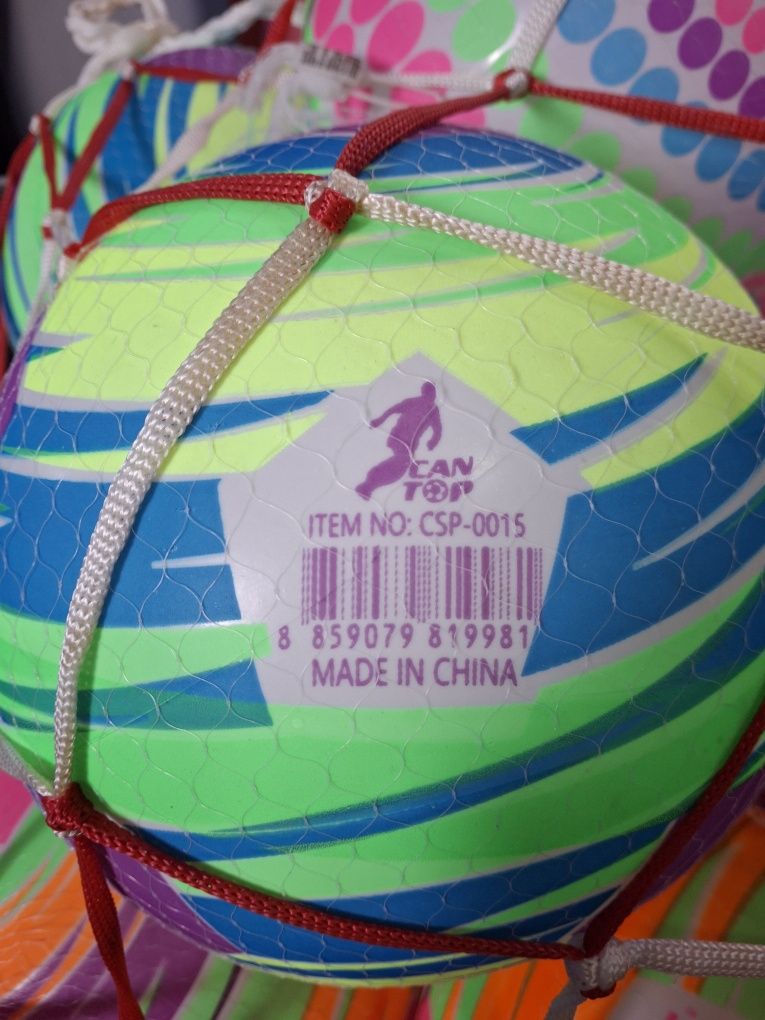 CAN
TOP
ITEM NO: CSP-0015
8 859079 819981
MADE IN CHINA